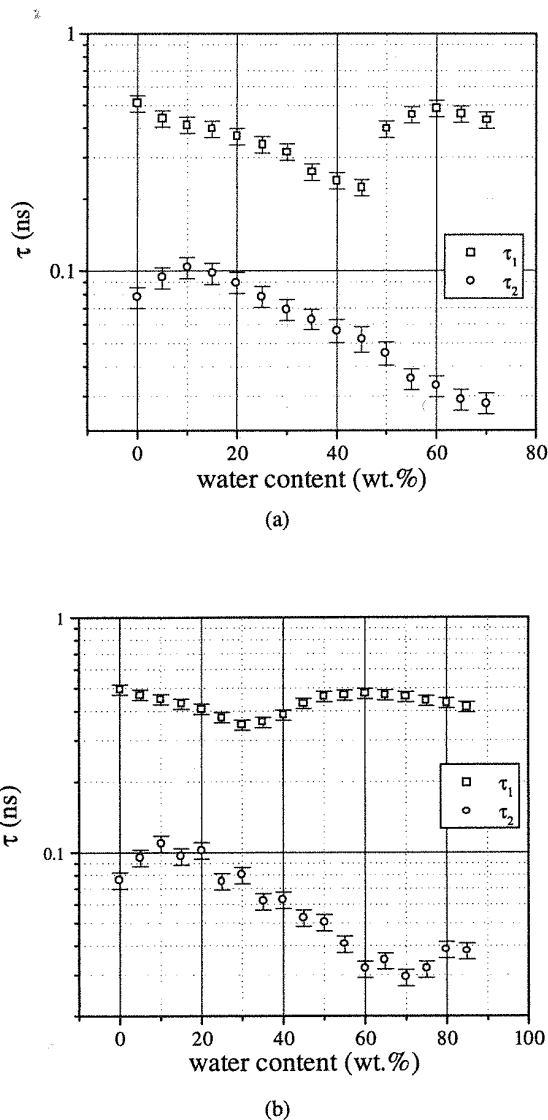 1
τ (ns)
0.1
τ₁
τ₂
0 20 40 60 80
water content (wt.%)
(a)
1
τ (ns)
0.1
τ₁
τ₂
0 20 40 60 80 100
water content (wt.%)
(b)